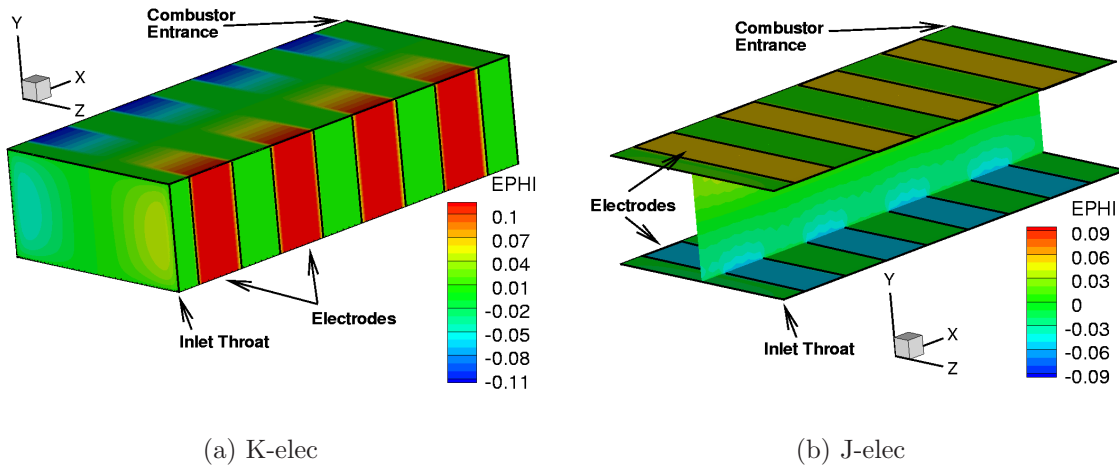 Combustor
Entrance
Y
X
Z
EPHI
0.1
0.07
0.04
0.01
-0.02
-0.05
-0.08
-0.11
Electrodes
Inlet Throat
(a) K-elec
Combustor
Entrance
Electrodes
EPHI
0.09
0.06
0.03
0
-0.03
-0.06
-0.09
Y
X
Z
Inlet Throat
(b) J-elec